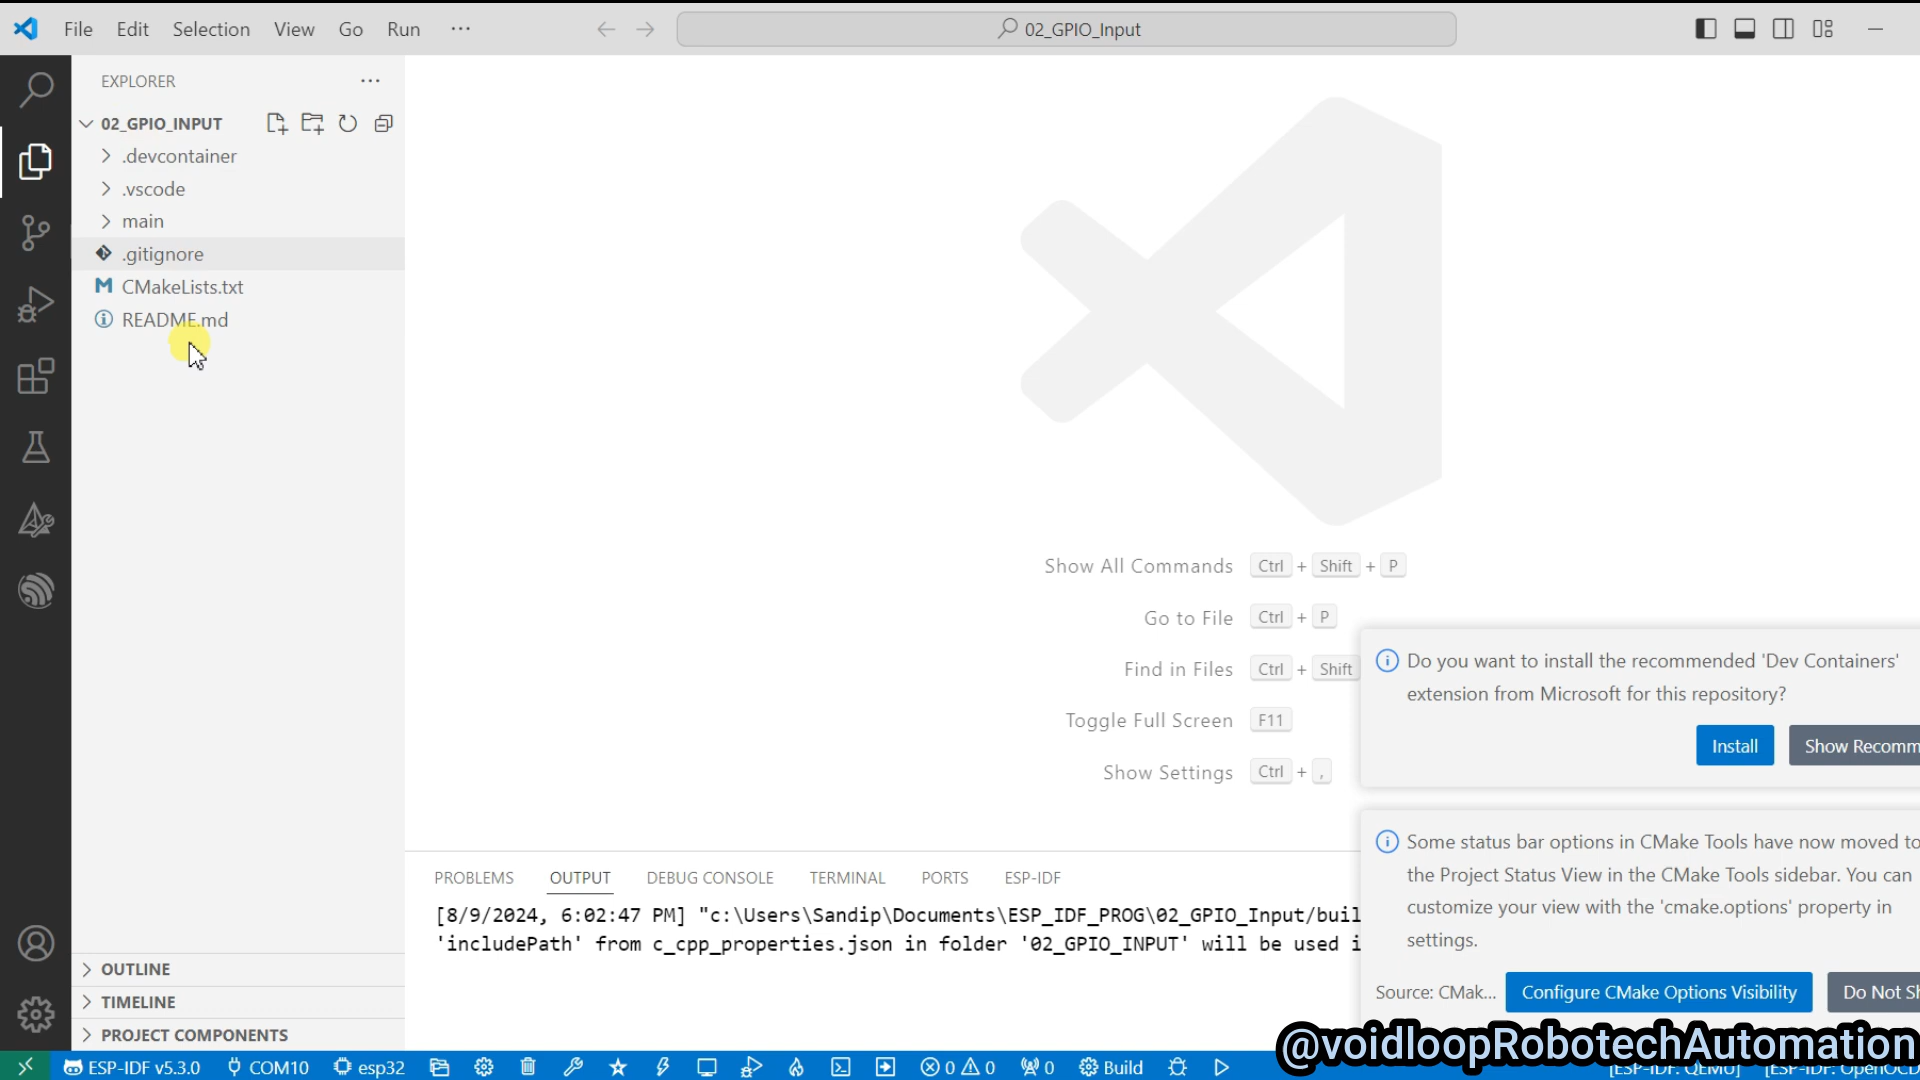 File Edit Selection View Go Run ···
02_GPIO_Input
EXPLORER
02_GPIO_INPUT
.devcontainer
.vscode
main
.gitignore
CMakeLists.txt
README.md
Show All Commands Ctrl + Shift + P
Go to File Ctrl + P
Find in Files Ctrl + Shift
Toggle Full Screen F11
Show Settings Ctrl + ,
Do you want to install the recommended 'Dev Containers'
extension from Microsoft for this repository?
Install Show Recomm
Some status bar options in CMake Tools have now moved to
the Project Status View in the CMake Tools sidebar. You can
customize your view with the 'cmake.options' property in
settings.
Source: CMak... Configure CMake Options Visibility Do Not Sh
PROBLEMS OUTPUT DEBUG CONSOLE TERMINAL PORTS ESP-IDF
[8/9/2024, 6:02:47 PM] "c:\Users\Sandip\Documents\ESP_IDF_PROG\02_GPIO_Input/buil
'includePath' from c_cpp_properties.json in folder '02_GPIO_INPUT' will be used i
OUTLINE
TIMELINE
PROJECT COMPONENTS
@voidloopRobotechAutomation
ESP-IDF v5.3.0 COM10 esp32 0 0 0 Build [ESP-IDF: QEMU] [ESP-IDF: OpenOCD